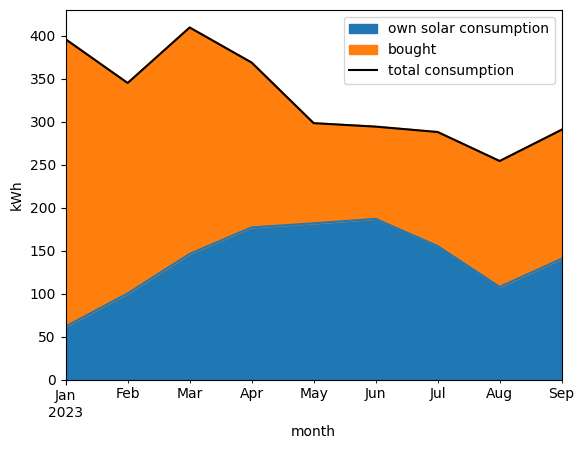 own solar consumption
bought
total consumption
400
350
300
250
200
150
100
50
0
kWh
Jan Feb Mar Apr May Jun Jul Aug Sep
2023
month